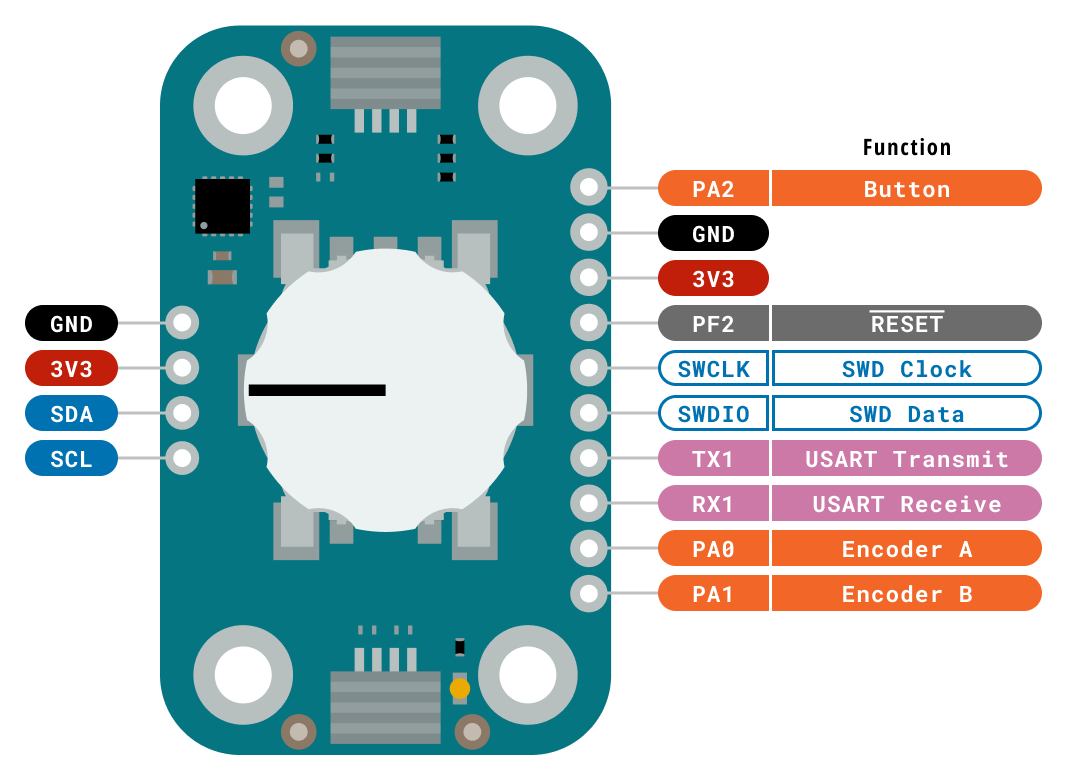 Function
PA2 Button
GND
3V3
GND PF2 RESET
3V3 SWCLK SWD Clock
SDA SWDIO SWD Data
SCL TX1 USART Transmit
RX1 USART Receive
PA0 Encoder A
PA1 Encoder B